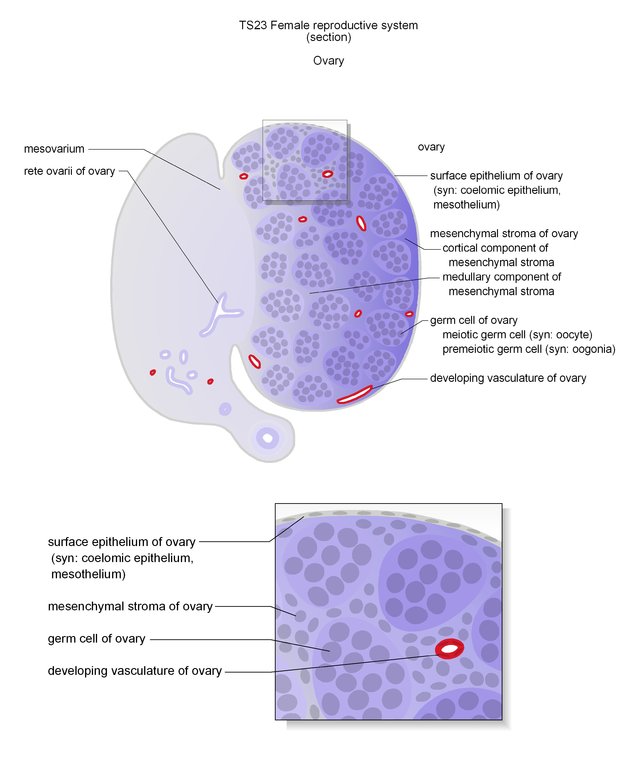 TS23 Female reproductive system
(section)
Ovary
mesovarium
rete ovarii of ovary
ovary
surface epithelium of ovary
(syn: coelomic epithelium,
mesothelium)
mesenchymal stroma of ovary
cortical component of
mesenchymal stroma
medullary component of
mesenchymal stroma
germ cell of ovary
meiotic germ cell (syn: oocyte)
premeiotic germ cell (syn: oogonia)
developing vasculature of ovary
surface epithelium of ovary
(syn: coelomic epithelium,
mesothelium)
mesenchymal stroma of ovary
germ cell of ovary
developing vasculature of ovary